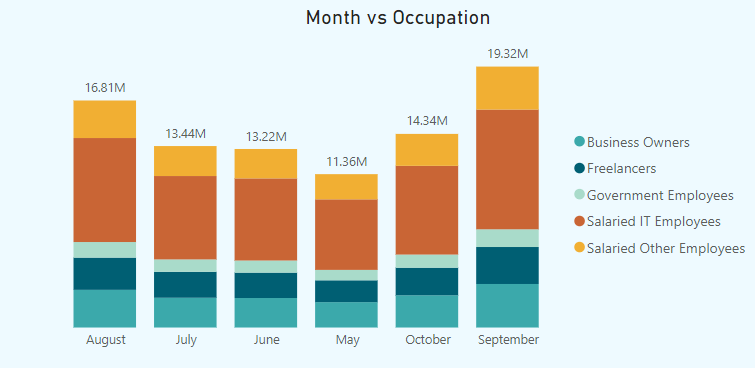 Month vs Occupation
19.32M
16.81M
14.34M
13.44M
13.22M
11.36M
Business Owners
Freelancers
Government Employees
Salaried IT Employees
Salaried Other Employees
August
July
June
May
October
September